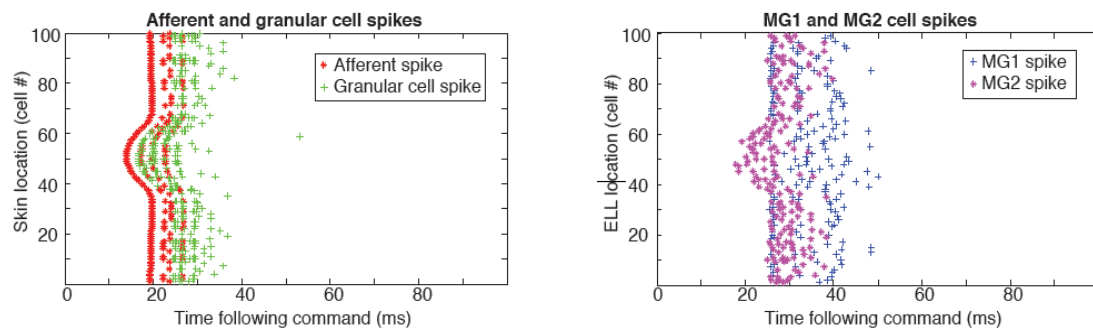 Afferent and granular cell spikes
100
80
60
40
20
0 20 40 60 80
Skin location (cell #)
Time following command (ms)
Afferent spike
Granular cell spike
MG1 and MG2 cell spikes
100
80
60
40
20
0 20 40 60 80
ELL location (cell #)
Time following command (ms)
MG1 spike
MG2 spike